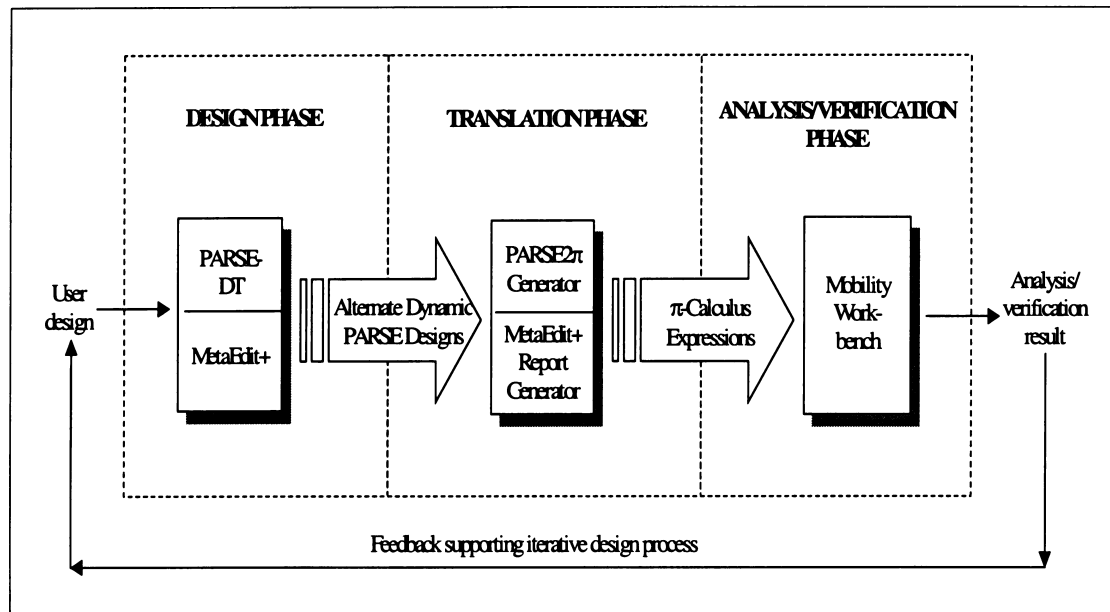 DESIGN PHASE
TRANSLATION PHASE
ANALYSIS/VERIFICATION
PHASE
User
design
PARSE-
DT
MetaEdit+
Alternate Dynamic
PARSE Designs
PARSE2π
Generator
MetaEdit+
Report
Generator
π-Calculus
Expressions
Mobility
Work-
bench
Analysis/
verification
result
Feedback supporting iterative design process